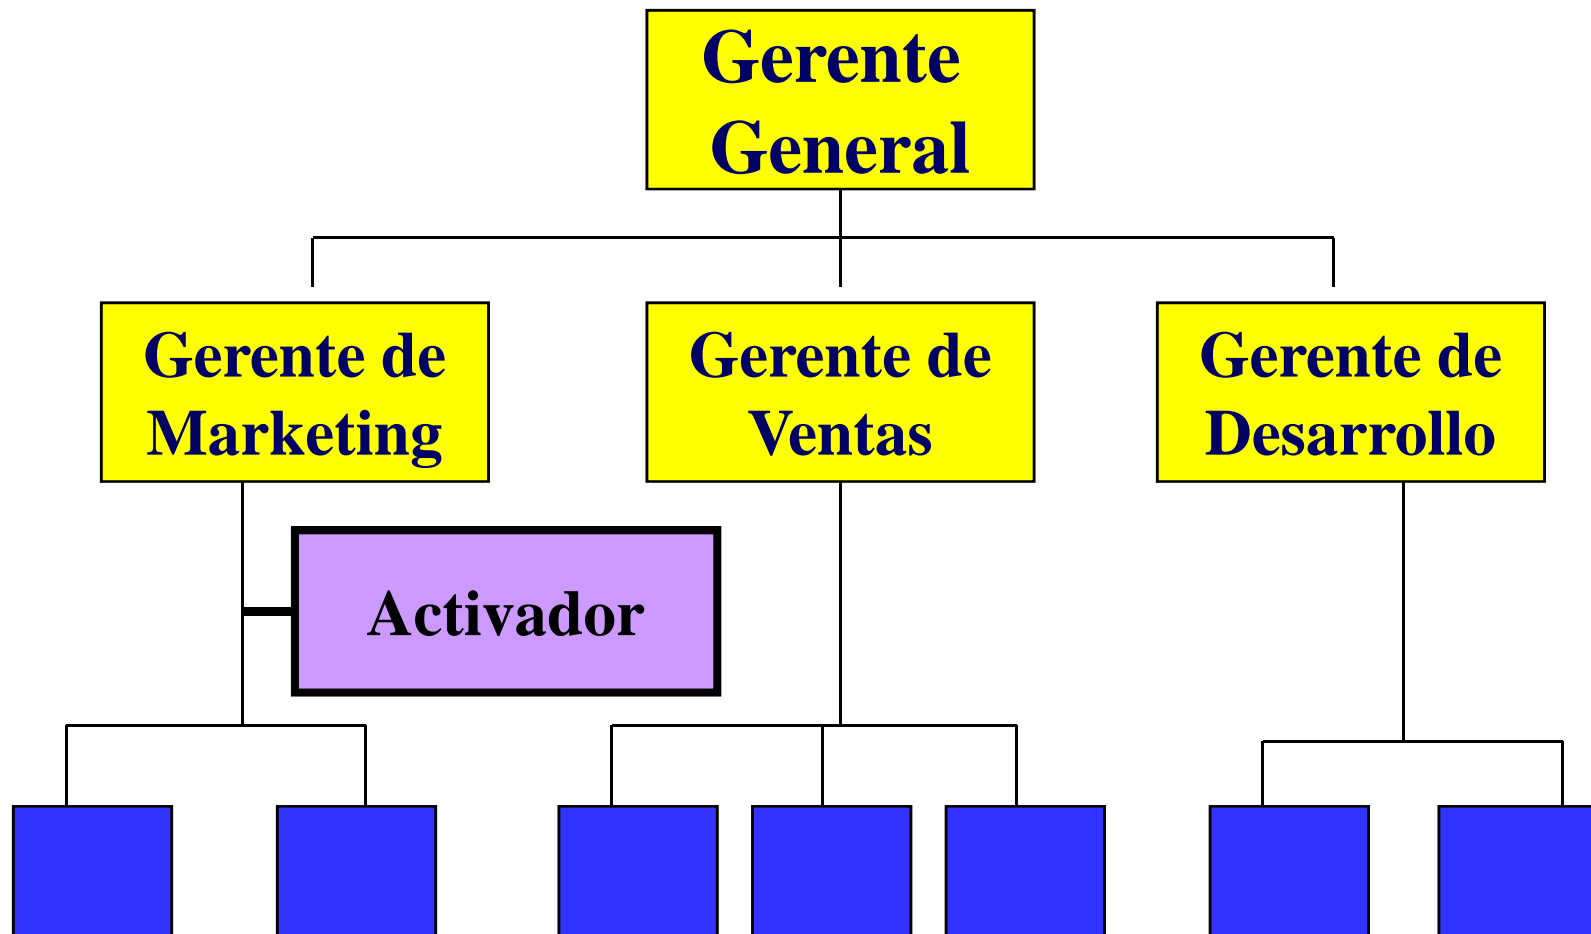 Gerente
General
Gerente de
Marketing
Gerente de
Ventas
Gerente de
Desarrollo
Activador